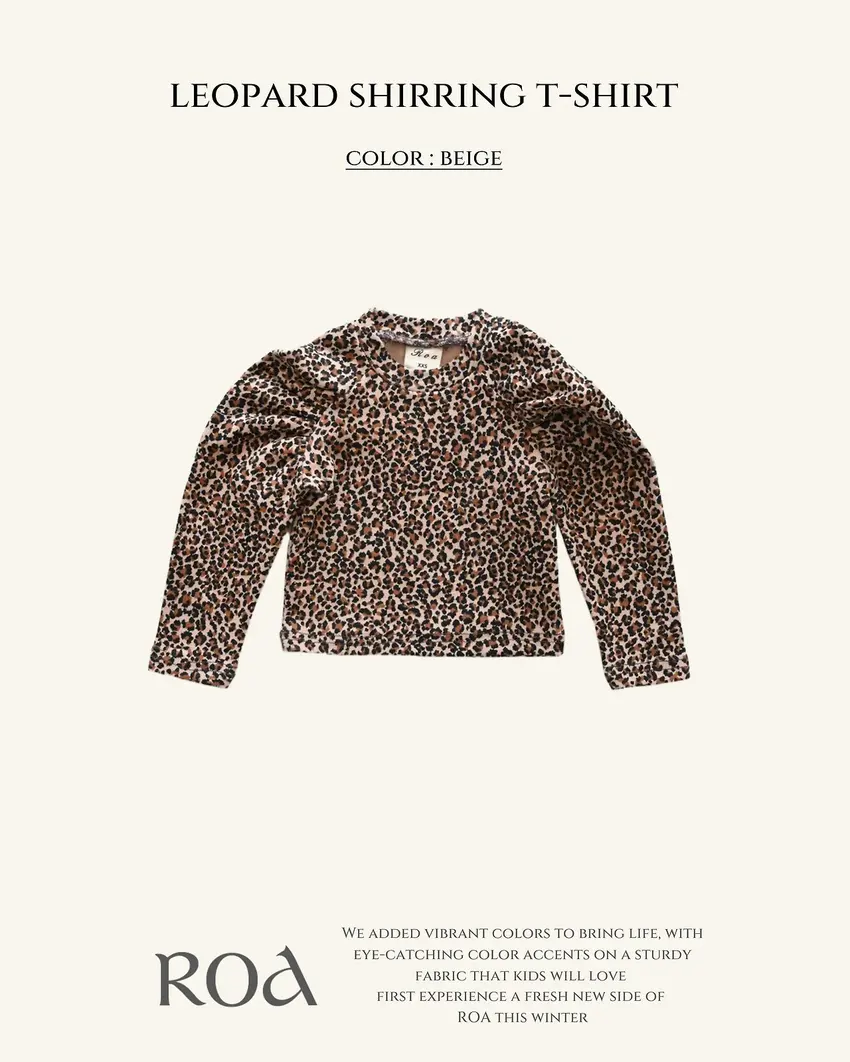 LEOPARD SHIRRING T-SHIRT
COLOR : BEIGE
Roa
XXS
ROA
WE ADDED VIBRANT COLORS TO BRING LIFE, WITH
EYE-CATCHING COLOR ACCENTS ON A STURDY
FABRIC THAT KIDS WILL LOVE
FIRST EXPERIENCE A FRESH NEW SIDE OF
ROA THIS WINTER